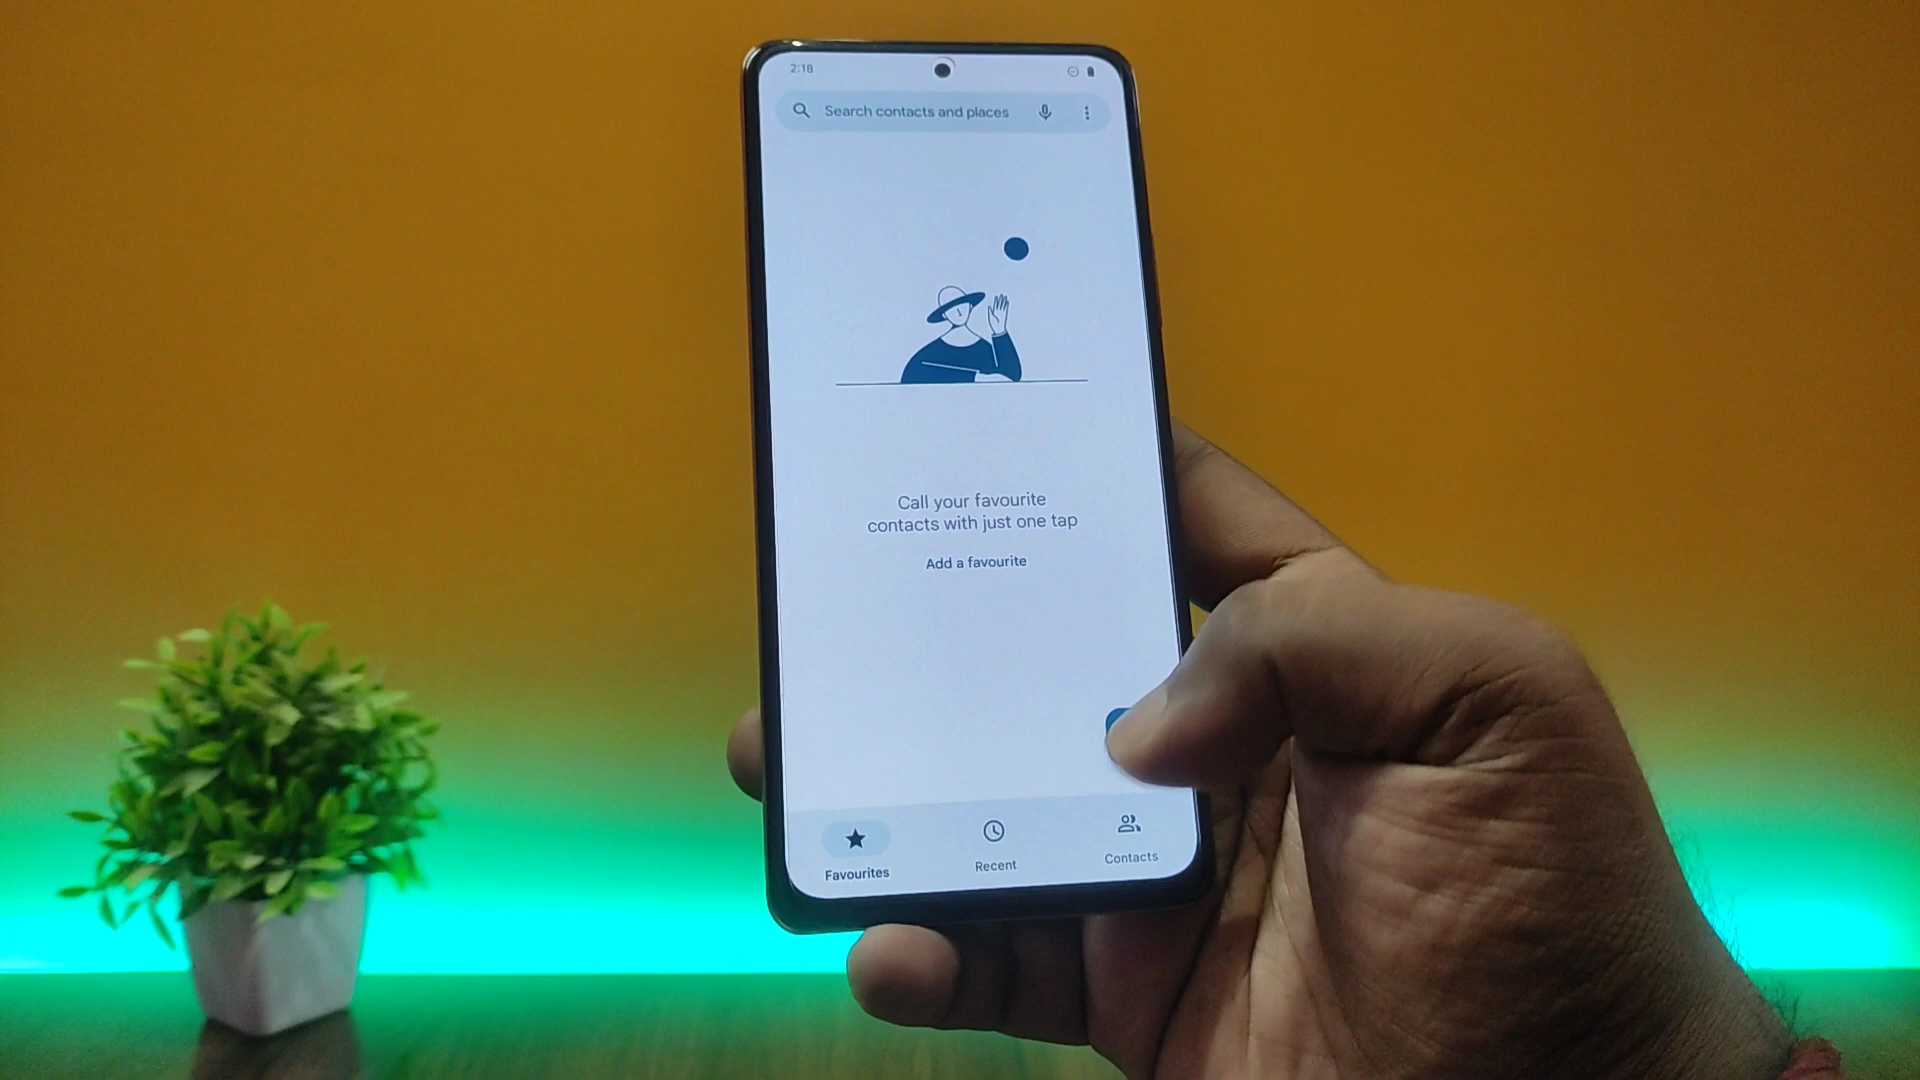 2:18
Search contacts and places
Call your favourite
contacts with just one tap
Add a favourite
Favourites
Recent
Contacts